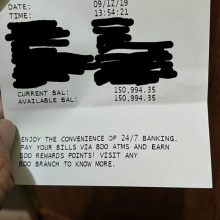 DATE: 09/12/19
TIME: 13:54:21
CURRENT BAL: 150,994.35
AVAILABLE BAL: 150,994.35
ENJOY THE CONVENIENCE OF 24/7 BANKING.
PAY YOUR BILLS VIA BDO ATMS AND EARN
BDO REWARDS POINTS! VISIT ANY
BDO BRANCH TO KNOW MORE.